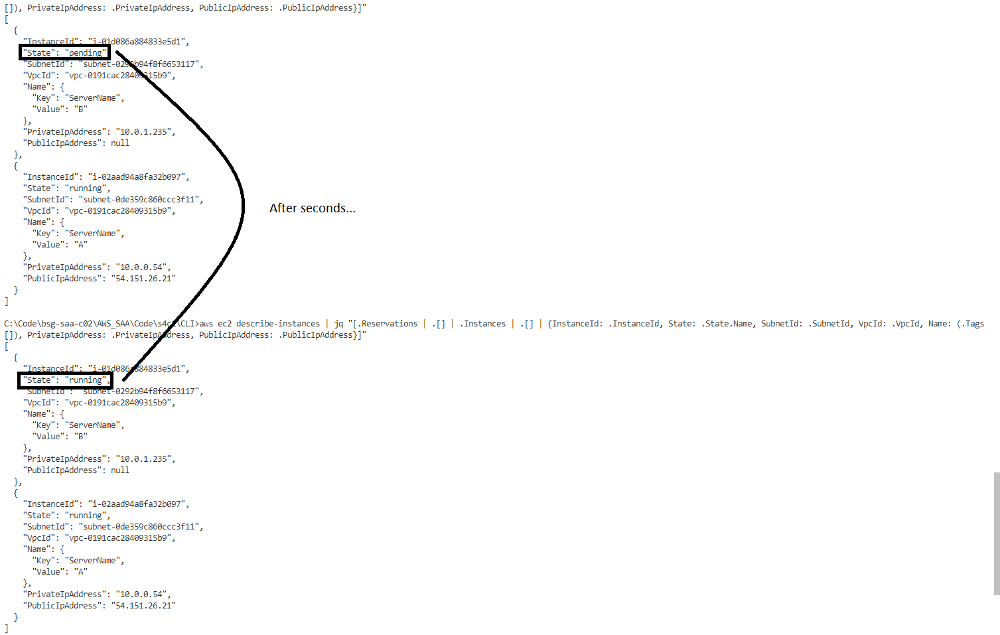 []), PrivateIpAddress: .PrivateIpAddress, PublicIpAddress: .PublicIpAddress}]"
[
  {
    "InstanceId": "i-01d086a884833e5d1",
    "State": "pending"
    "SubnetId": "subnet-0292b94f8f6653117",
    "VpcId": "vpc-0191cac28409315b9",
    "Name": {
      "Key": "ServerName",
      "Value": "B"
    },
    "PrivateIpAddress": "10.0.1.235",
    "PublicIpAddress": null
  },
  {
    "InstanceId": "i-02aad94a8fa32b097",
    "State": "running",
    "SubnetId": "subnet-0de359c860ccc3f11",
    "VpcId": "vpc-0191cac28409315b9",
    "Name": {
      "Key": "ServerName",
      "Value": "A"
    },
    "PrivateIpAddress": "10.0.0.54",
    "PublicIpAddress": "54.151.26.21"
  }
]
After seconds...
C:\Code\bsg-saa-c02\AWS_SAA\Code\s4c1\CLI>aws ec2 describe-instances | jq "[.Reservations | .[] | .Instances | .[] | {InstanceId: .InstanceId, State: .State.Name, SubnetId: .SubnetId, VpcId: .VpcId, Name: (.Tags
[]), PrivateIpAddress: .PrivateIpAddress, PublicIpAddress: .PublicIpAddress}]"
[
  {
    "InstanceId": "i-01d086a884833e5d1",
    "State": "running",
    "SubnetId": "subnet-0292b94f8f6653117",
    "VpcId": "vpc-0191cac28409315b9",
    "Name": {
      "Key": "ServerName",
      "Value": "B"
    },
    "PrivateIpAddress": "10.0.1.235",
    "PublicIpAddress": null
  },
  {
    "InstanceId": "i-02aad94a8fa32b097",
    "State": "running",
    "SubnetId": "subnet-0de359c860ccc3f11",
    "VpcId": "vpc-0191cac28409315b9",
    "Name": {
      "Key": "ServerName",
      "Value": "A"
    },
    "PrivateIpAddress": "10.0.0.54",
    "PublicIpAddress": "54.151.26.21"
  }
]